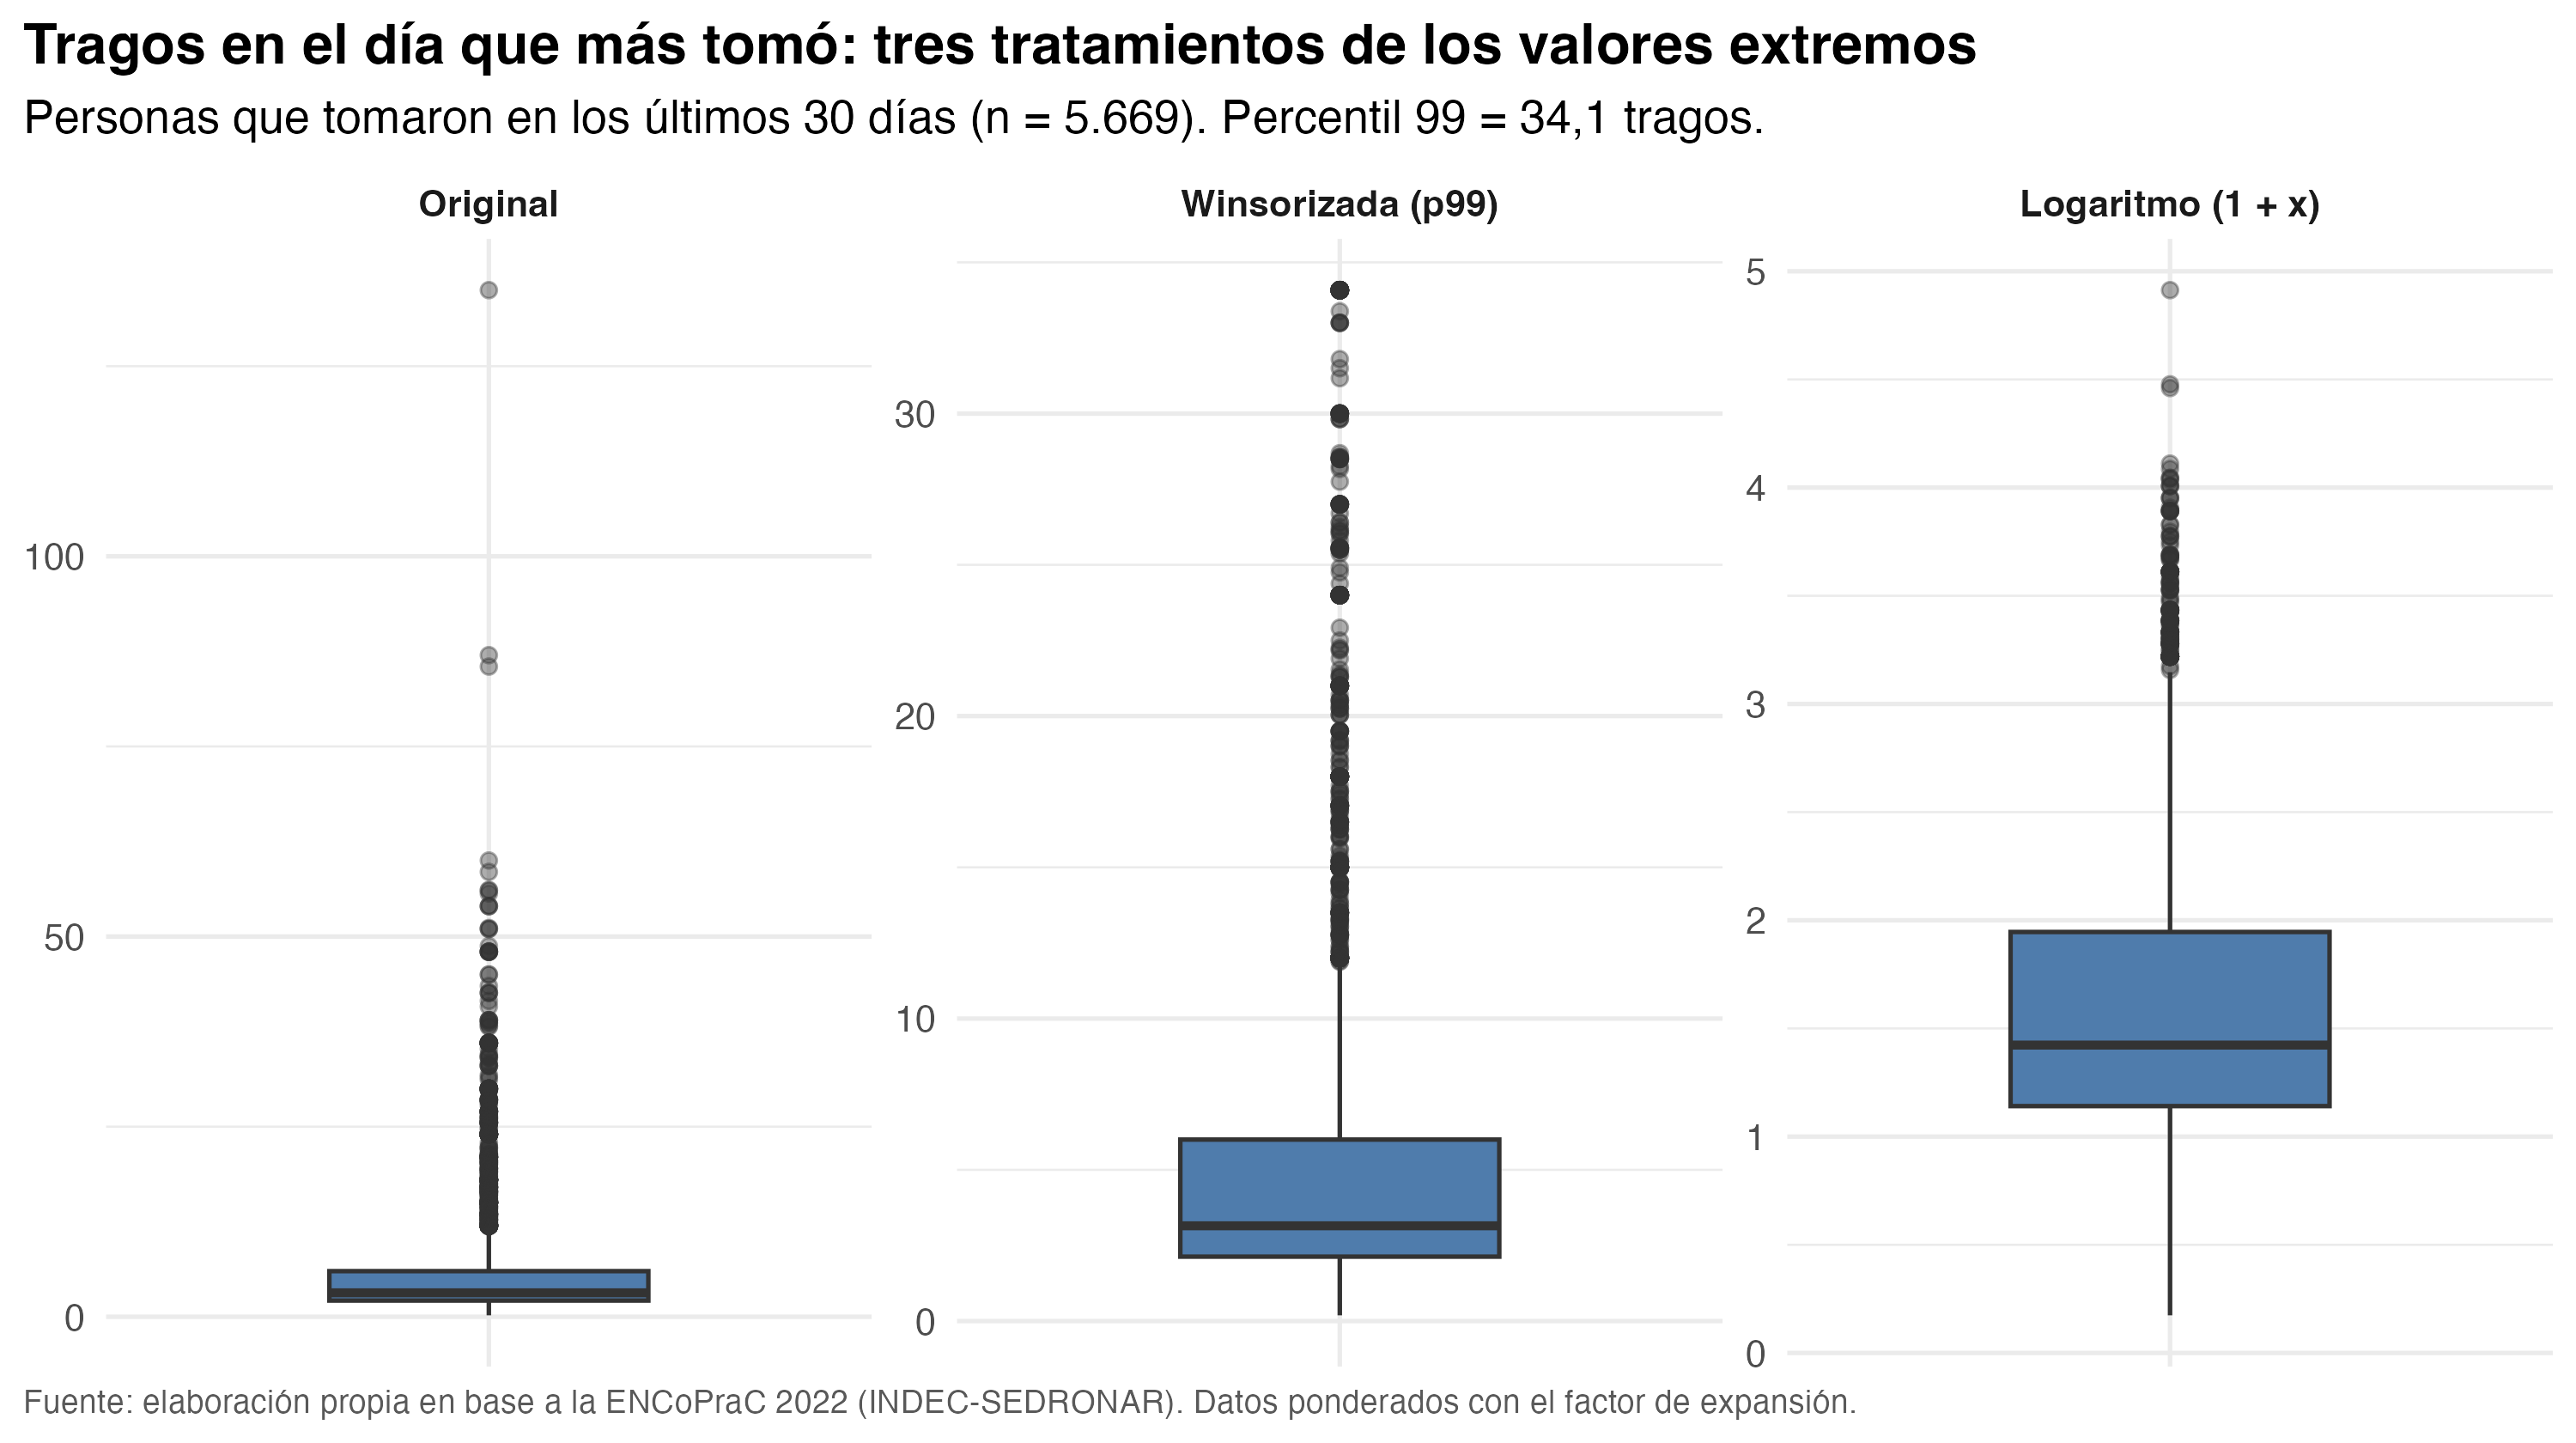 Tragos en el día que más tomó: tres tratamientos de los valores extremos
Personas que tomaron en los últimos 30 días (n = 5.669). Percentil 99 = 34,1 tragos.
Original
100
50
0
Winsorizada (p99)
30
20
10
0
Logaritmo (1 + x)
5
4
3
2
1
0
Fuente: elaboración propia en base a la ENCoPraC 2022 (INDEC-SEDRONAR). Datos ponderados con el factor de expansión.